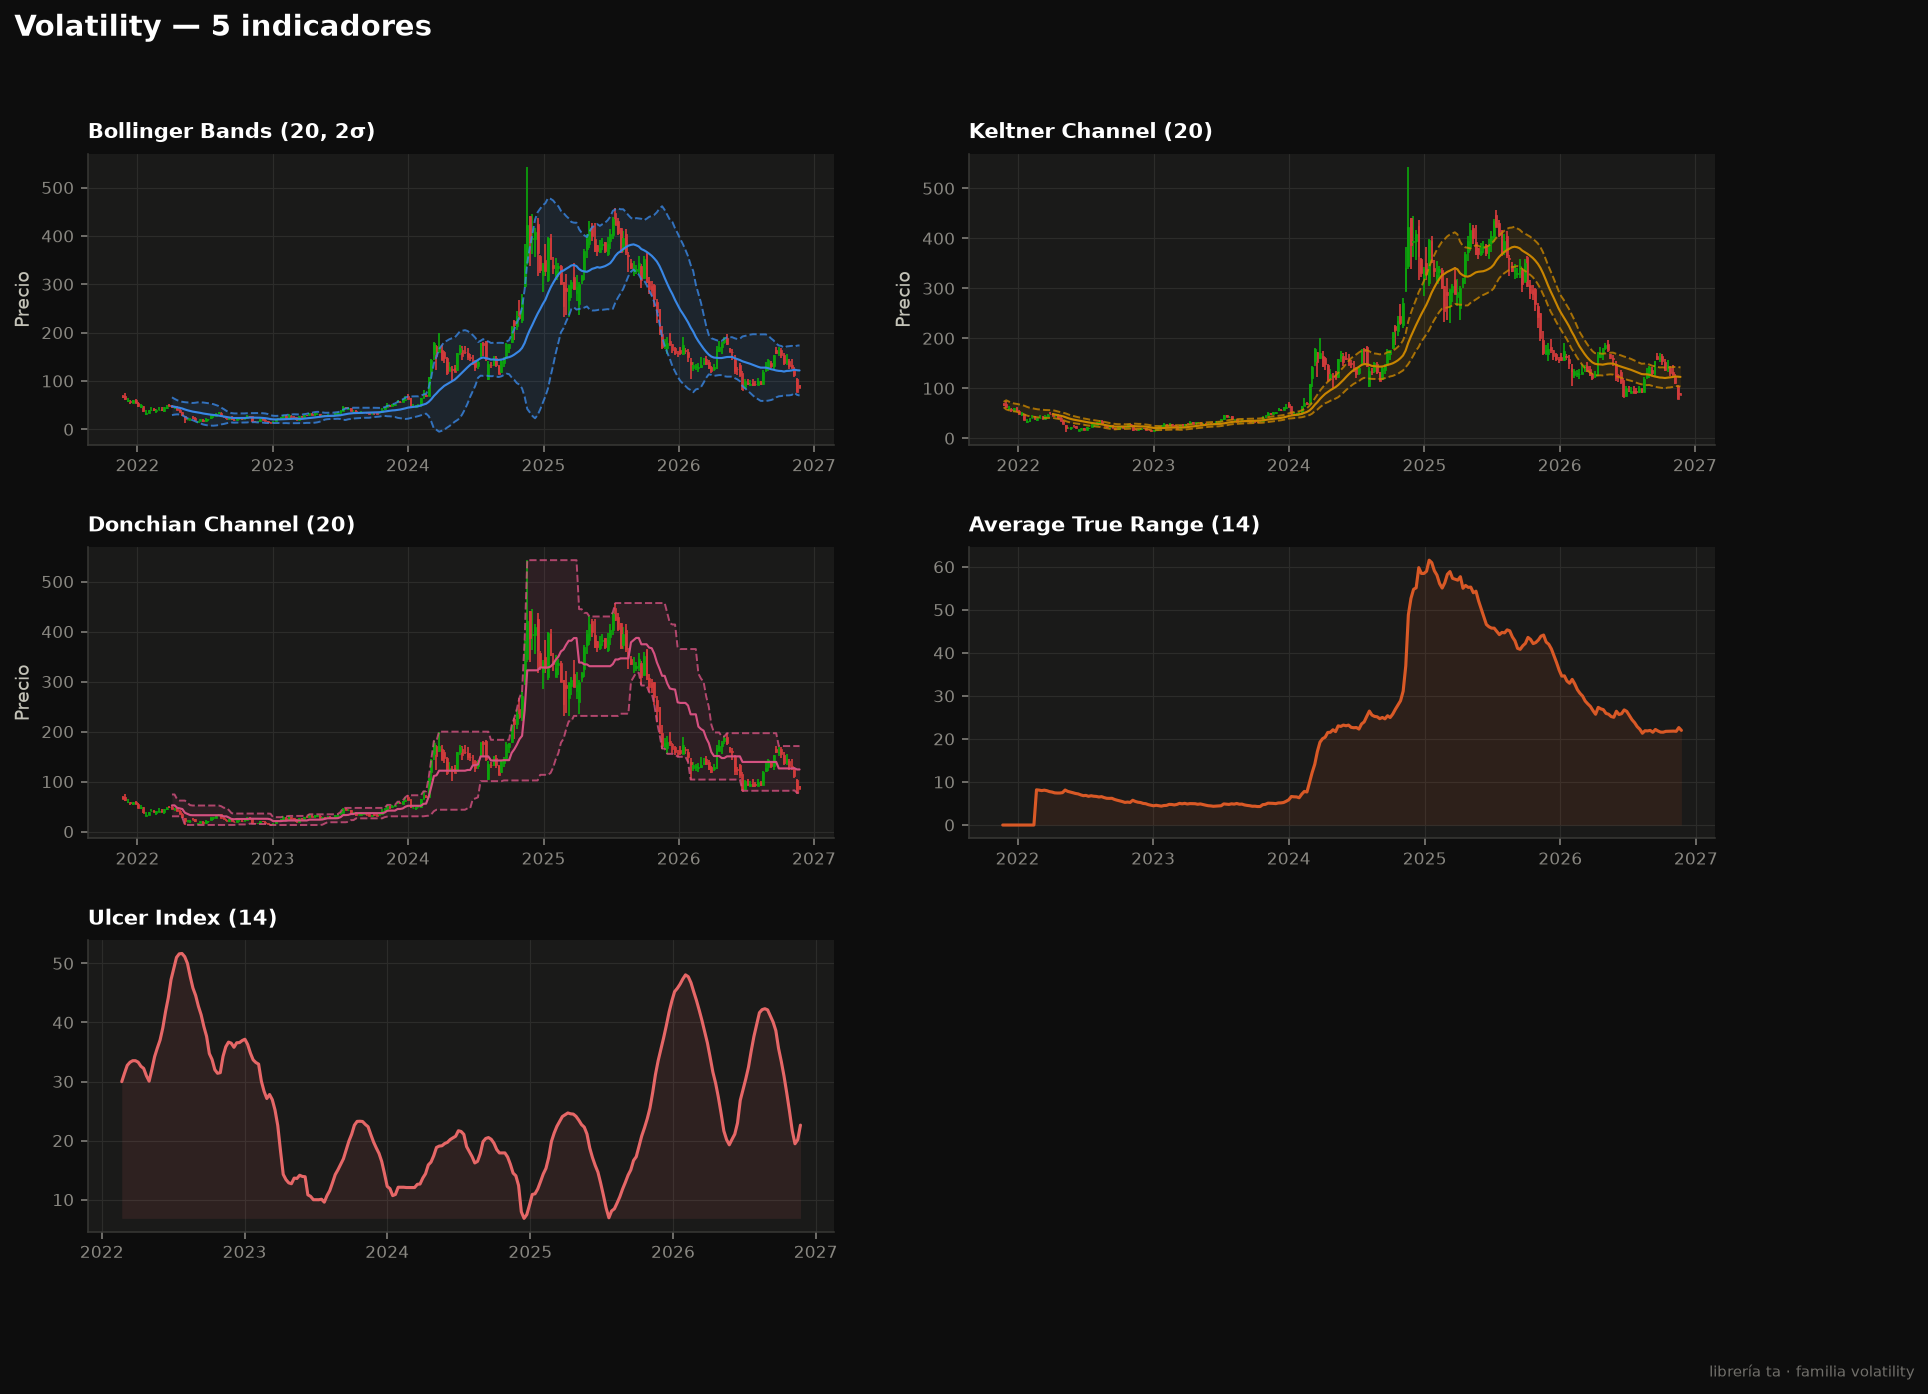 Volatility — 5 indicadores
Bollinger Bands (20, 2σ)
Precio
500
400
300
200
100
0
2022 2023 2024 2025 2026 2027
Keltner Channel (20)
Precio
500
400
300
200
100
0
2022 2023 2024 2025 2026 2027
Donchian Channel (20)
Precio
500
400
300
200
100
0
2022 2023 2024 2025 2026 2027
Average True Range (14)
60
50
40
30
20
10
0
2022 2023 2024 2025 2026 2027
Ulcer Index (14)
50
40
30
20
10
2022 2023 2024 2025 2026 2027
librería ta · familia volatility